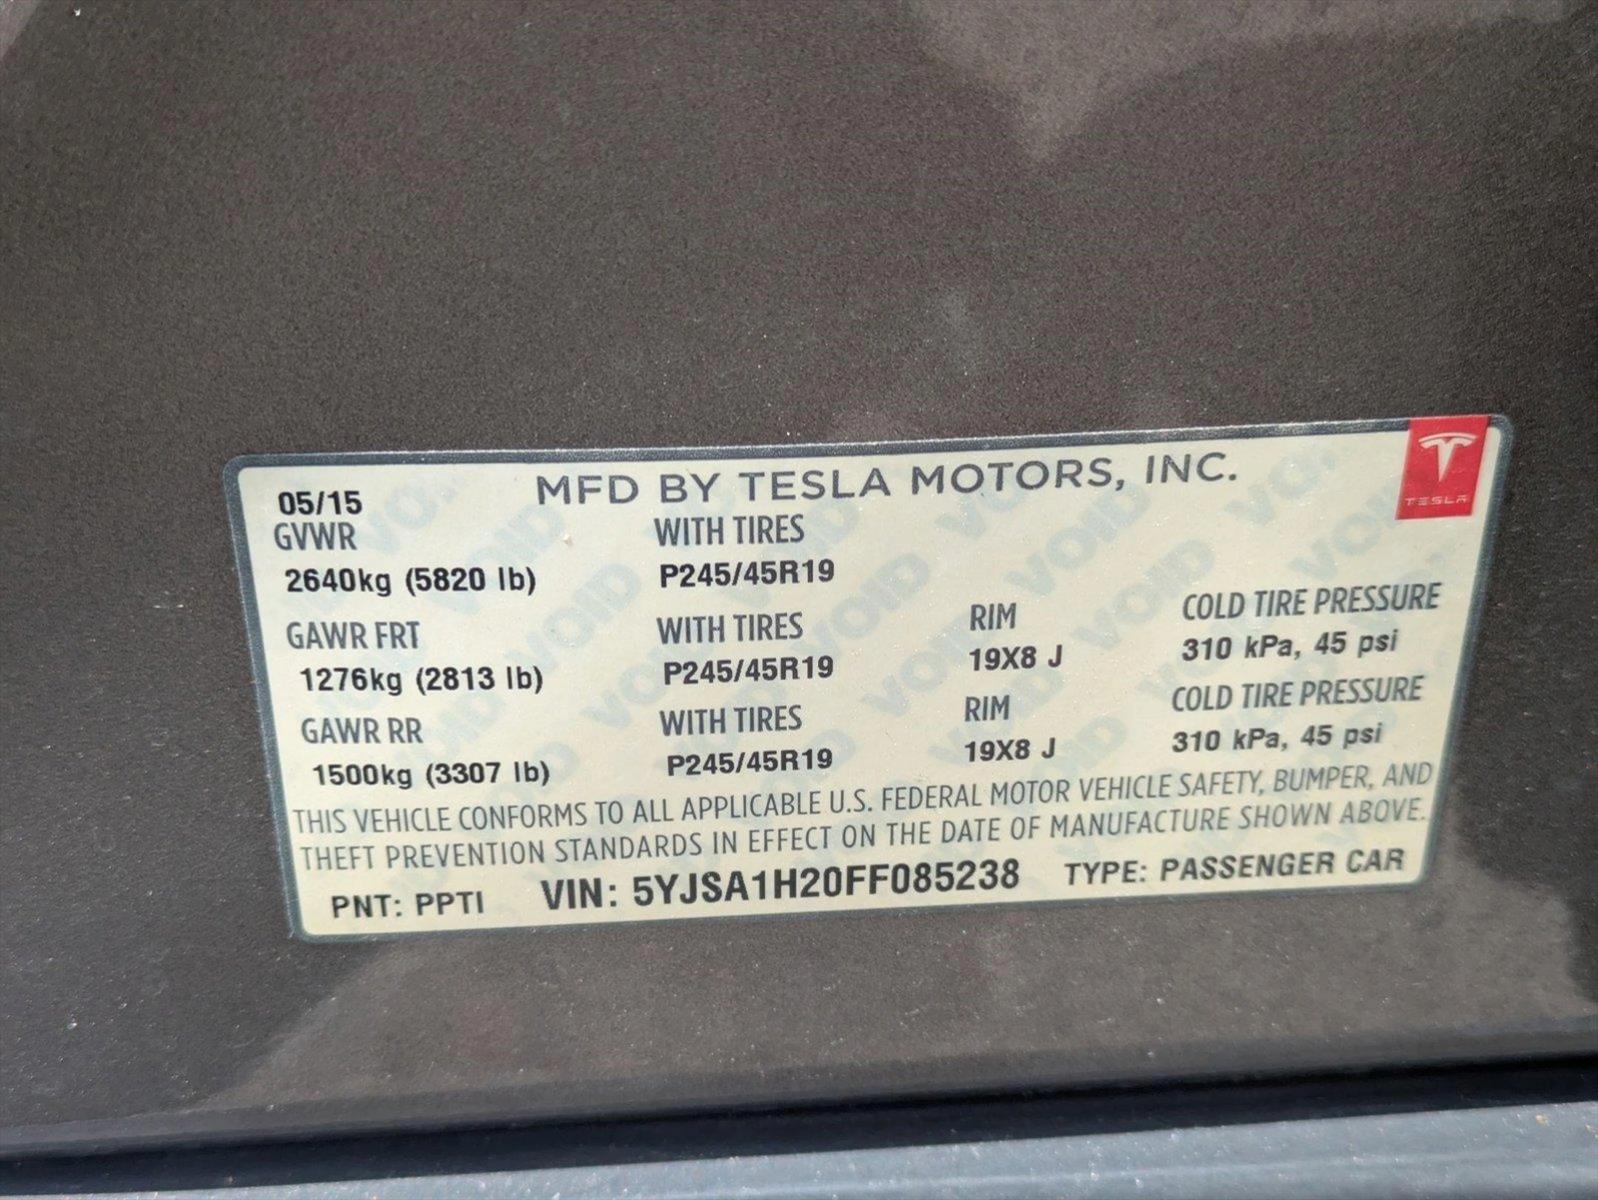 05/15 MFD BY TESLA MOTORS, INC.
TESLA
GVWR WITH TIRES
2640kg (5820 lb) P245/45R19
GAWR FRT WITH TIRES RIM COLD TIRE PRESSURE
1276kg (2813 lb) P245/45R19 19X8 J 310 kPa, 45 psi
GAWR RR WITH TIRES RIM COLD TIRE PRESSURE
1500kg (3307 lb) P245/45R19 19X8 J 310 kPa, 45 psi
THIS VEHICLE CONFORMS TO ALL APPLICABLE U.S. FEDERAL MOTOR VEHICLE SAFETY, BUMPER, AND
THEFT PREVENTION STANDARDS IN EFFECT ON THE DATE OF MANUFACTURE SHOWN ABOVE.
PNT: PPTI VIN: 5YJSA1H20FF085238 TYPE: PASSENGER CAR